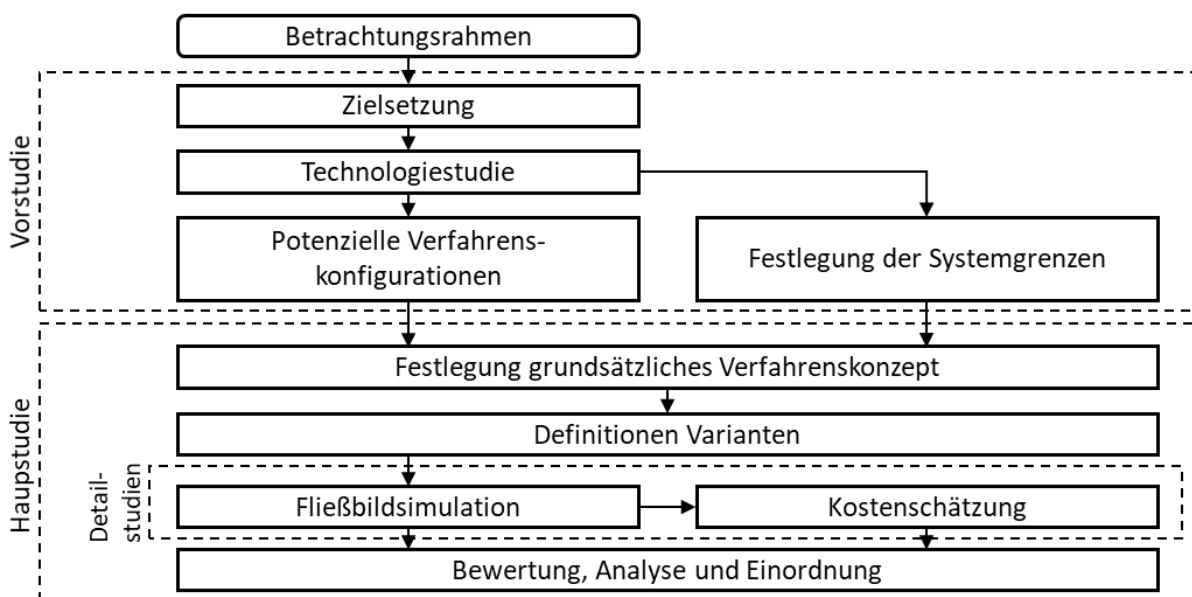 Betrachtungsrahmen
Vorstudie
Zielsetzung
Technologiestudie
Potenzielle Verfahrens-
konfigurationen
Festlegung der Systemgrenzen
Haupstudie
Festlegung grundsätzliches Verfahrenskonzept
Definitionen Varianten
Detail-
studien
Fließbildsimulation
Kostenschätzung
Bewertung, Analyse und Einordnung